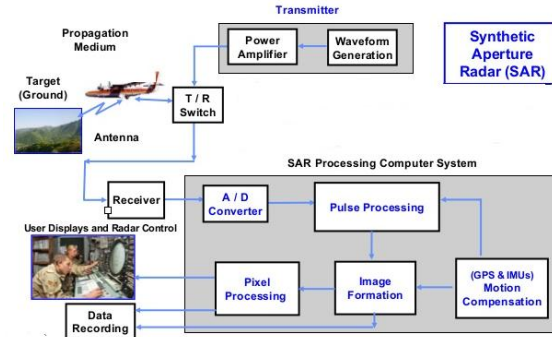 Transmitter
Propagation
Medium
Power
Amplifier
Waveform
Generation
Synthetic
Aperture
Radar (SAR)
Target
(Ground)
T / R
Switch
Antenna
SAR Processing Computer System
Receiver
A / D
Converter
Pulse Processing
User Displays and Radar Control
Pixel
Processing
Image
Formation
(GPS & IMUs)
Motion
Compensation
Data
Recording